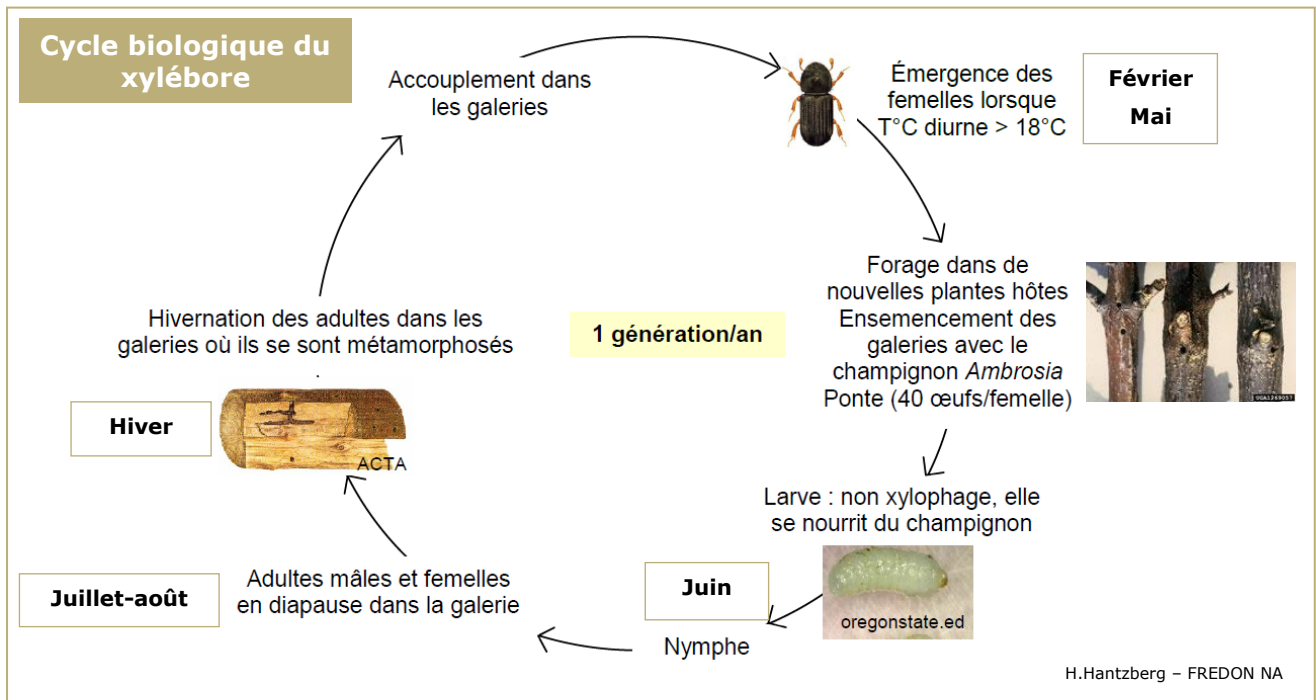 Cycle biologique du
xylébore
Accouplement dans
les galeries
Émergence des
femelles lorsque
T°C diurne > 18°C
Février
Mai
Forage dans de
nouvelles plantes hôtes
Ensemencement des
galeries avec le
champignon Ambrosia
Ponte (40 œufs/femelle)
UGA1269057
Larve : non xylophage, elle
se nourrit du champignon
oregonstate.ed
Juin
Nymphe
Adultes mâles et femelles
en diapause dans la galerie
Juillet-août
Hivernation des adultes dans les
galeries où ils se sont métamorphosés
Hiver
ACTA
1 génération/an
H.Hantzberg – FREDON NA